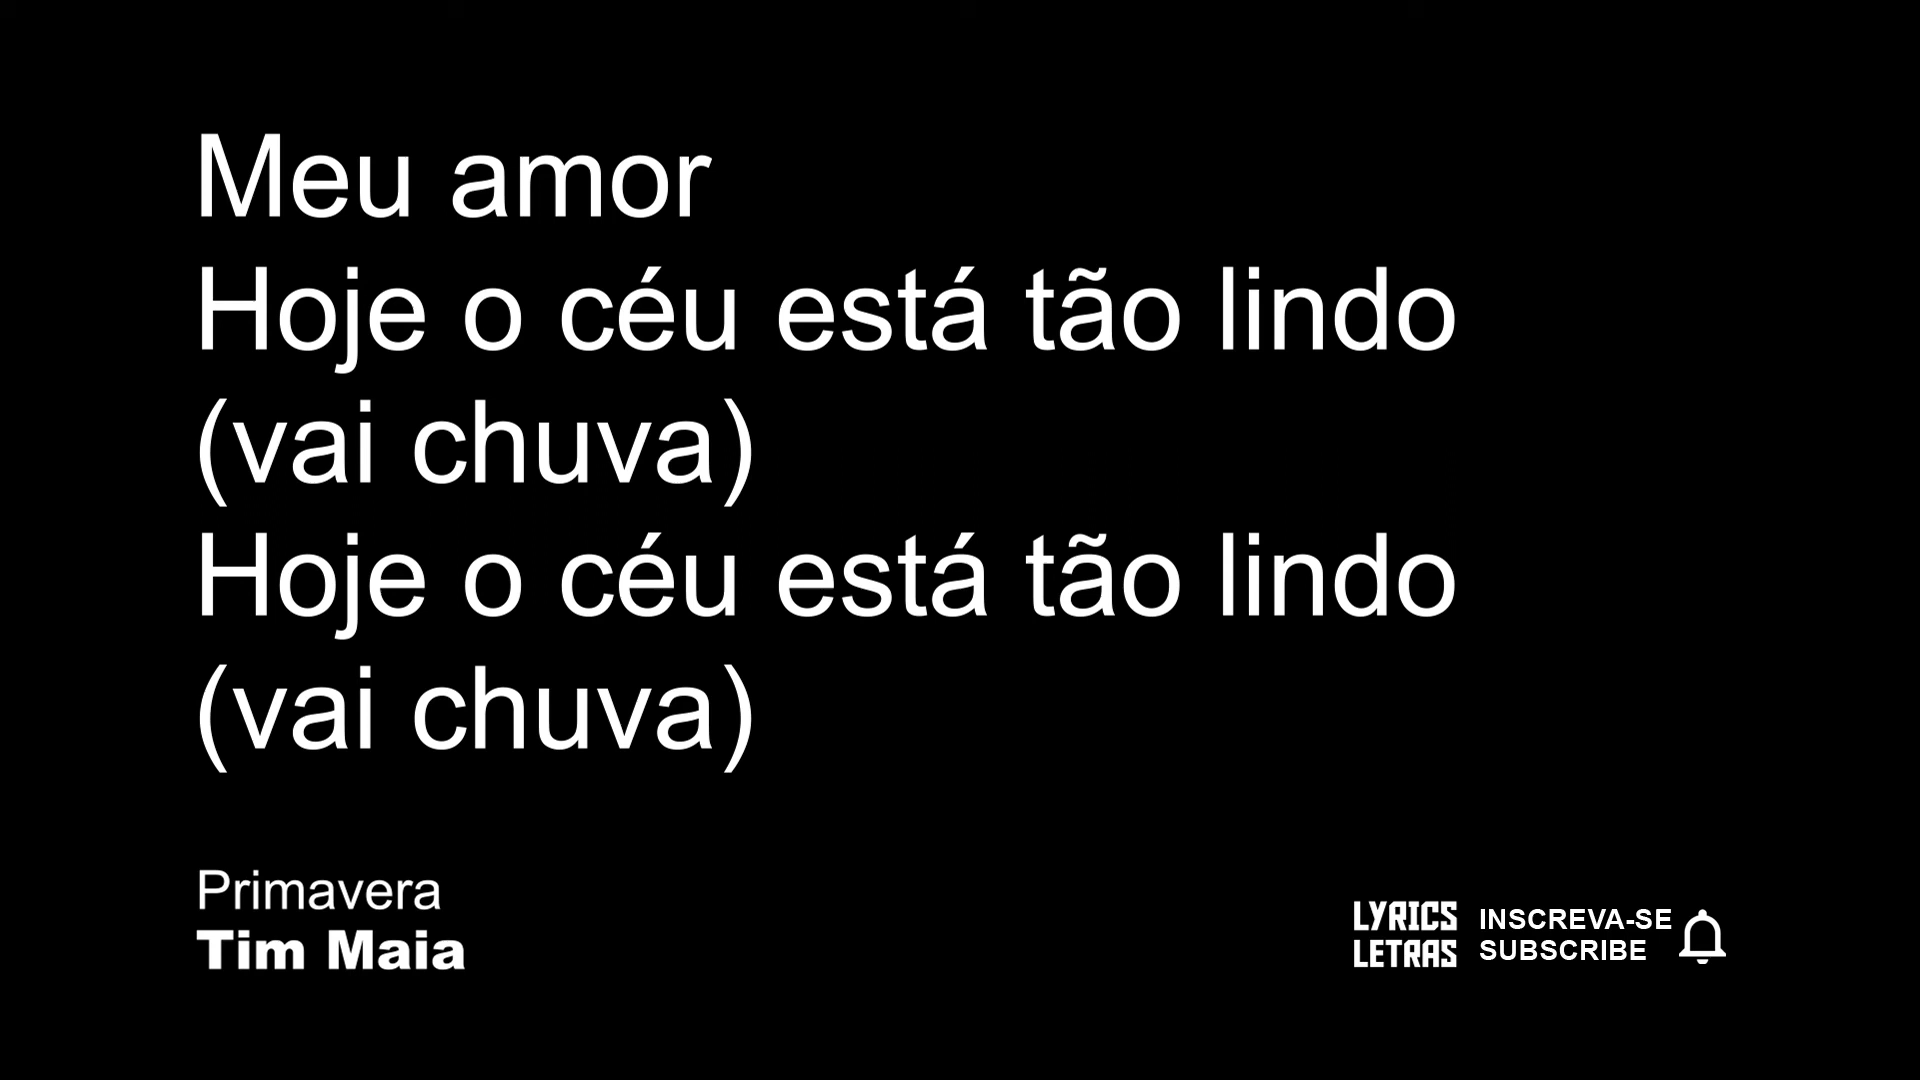 Meu amor
Hoje o céu está tão lindo
(vai chuva)
Hoje o céu está tão lindo
(vai chuva)
Primavera
Tim Maia
LYRICS
LETRAS
INSCREVA-SE
SUBSCRIBE